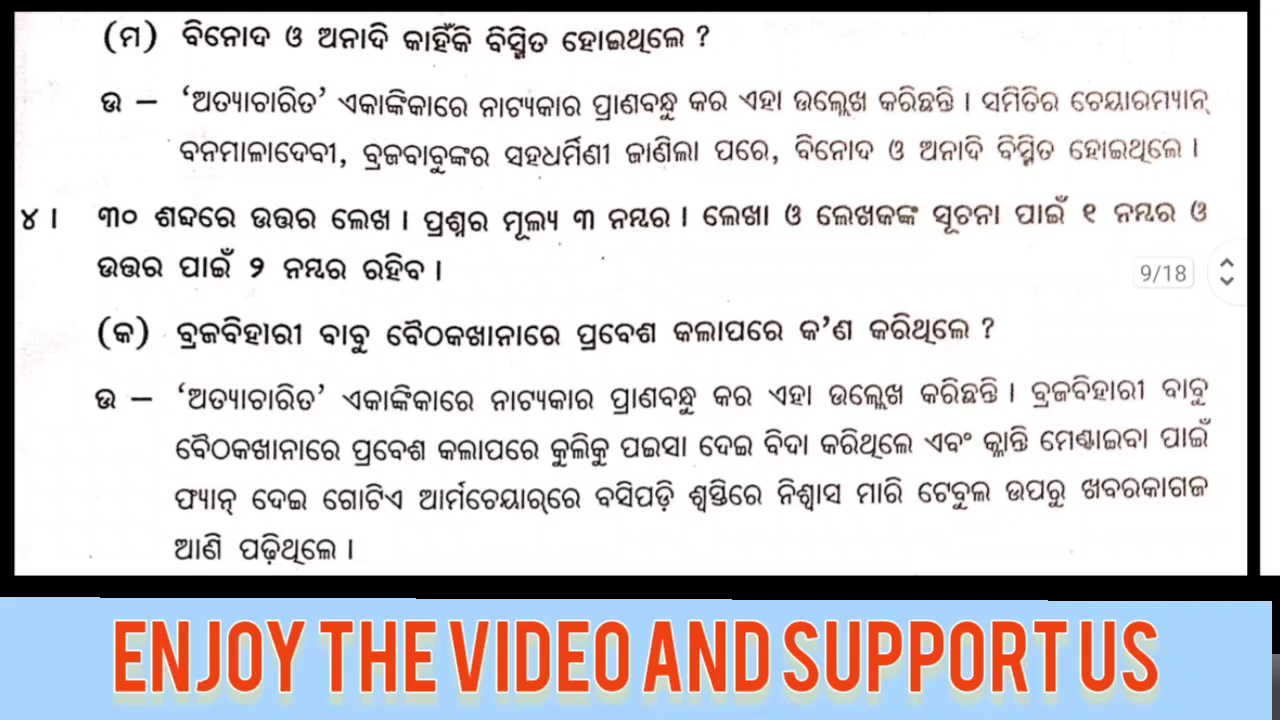 (ମ) ବିନୋଦ ଓ ଅନାଦି କାହିଁକି ବିସ୍ମିତ ହୋଇଥିଲେ ?
ଉ – ‘ଅତ୍ୟାଚାରିତ’ ଏକାଙ୍କିକାରେ ନାଟ୍ୟକାର ପ୍ରାଣବନ୍ଧୁ କର ଏହା ଉଲ୍ଲେଖ କରିଛନ୍ତି । ସମିତିର ଚେୟାରମ୍ୟାନ୍
ବନମାଳାଦେବୀ, ବ୍ରଜବାବୁଙ୍କର ସହଧର୍ମିଣୀ ଜାଣିଲା ପରେ, ବିନୋଦ ଓ ଅନାଦି ବିସ୍ମିତ ହୋଇଥିଲେ ।
୪ । ୩୦ ଶବ୍ଦରେ ଉତ୍ତର ଲେଖ । ପ୍ରଶ୍ନର ମୂଲ୍ୟ ୩ ନମ୍ବର । ଲେଖା ଓ ଲେଖକଙ୍କ ସୂଚନା ପାଇଁ ୧ ନମ୍ବର ଓ
ଉତ୍ତର ପାଇଁ ୨ ନମ୍ବର ରହିବ ।
9/18
(କ) ବ୍ରଜବିହାରୀ ବାବୁ ବୈଠକଖାନାରେ ପ୍ରବେଶ କଲାପରେ କ’ଣ କରିଥିଲେ ?
ଉ – ‘ଅତ୍ୟାଚାରିତ’ ଏକାଙ୍କିକାରେ ନାଟ୍ୟକାର ପ୍ରାଣବନ୍ଧୁ କର ଏହା ଉଲ୍ଲେଖ କରିଛନ୍ତି । ବ୍ରଜବିହାରୀ ବାବୁ
ବୈଠକଖାନାରେ ପ୍ରବେଶ କଲାପରେ କୁଲିକୁ ପଇସା ଦେଇ ବିଦା କରିଥିଲେ ଏବଂ କ୍ଲାନ୍ତି ମେଣ୍ଟାଇବା ପାଇଁ
ଫ୍ୟାନ୍ ଦେଇ ଗୋଟିଏ ଆର୍ମଚେୟାର୍‌ରେ ବସିପଡ଼ି ଶ୍ଵସ୍ତିରେ ନିଶ୍ୱାସ ମାରି ଟେବୁଲ ଉପରୁ ଖବରକାଗଜ
ଆଣି ପଢ଼ିଥିଲେ ।
ENJOY THE VIDEO AND SUPPORT US